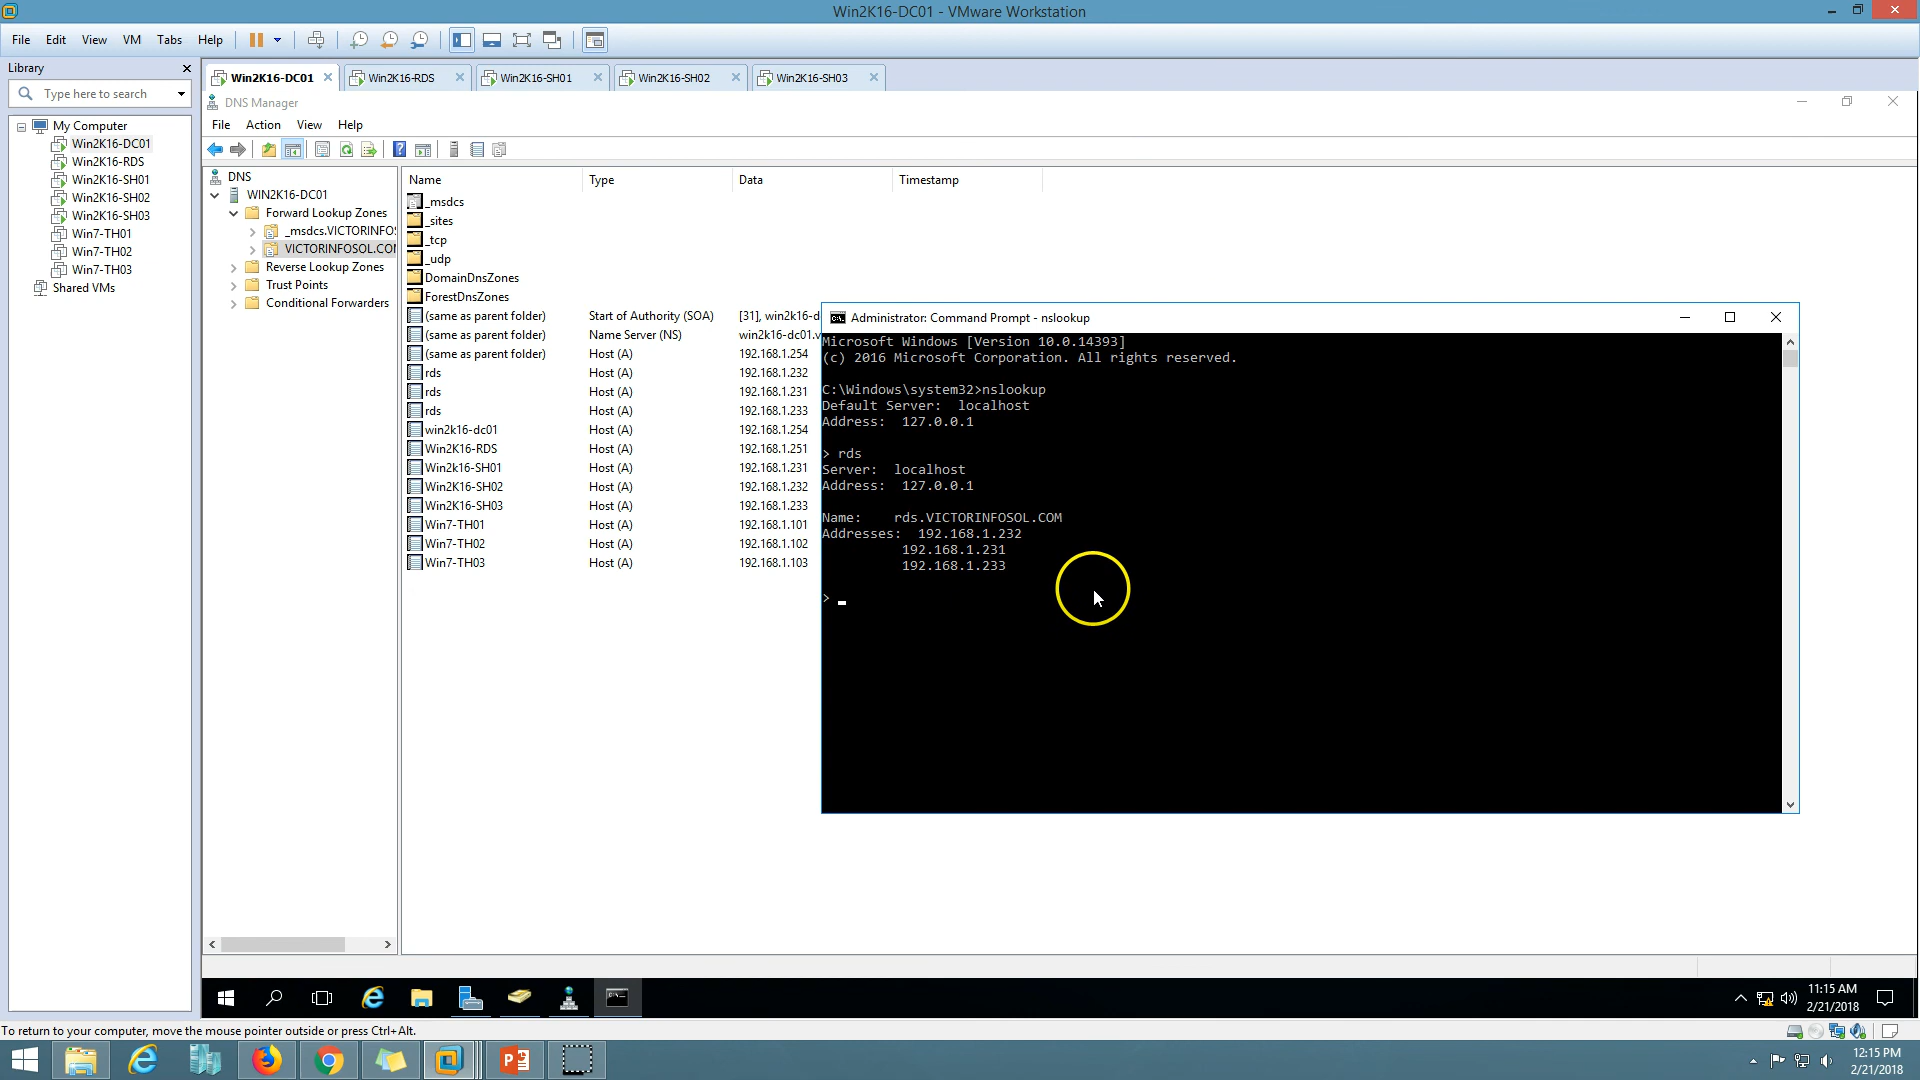 Win2K16-DC01 - VMware Workstation
File Edit View VM Tabs Help
Library
Type here to search
My Computer
Win2K16-DC01
Win2K16-RDS
Win2K16-SH01
Win2K16-SH02
Win2K16-SH03
Win7-TH01
Win7-TH02
Win7-TH03
Shared VMs
Win2K16-DC01 Win2K16-RDS Win2K16-SH01 Win2K16-SH02 Win2K16-SH03
DNS Manager
File Action View Help
DNS
WIN2K16-DC01
Forward Lookup Zones
_msdcs.VICTORINFOS
VICTORINFOSOL.COM
Reverse Lookup Zones
Trust Points
Conditional Forwarders
Name Type Data Timestamp
_msdcs
_sites
_tcp
_udp
DomainDnsZones
ForestDnsZones
(same as parent folder) Start of Authority (SOA) [31], win2k16-d
(same as parent folder) Name Server (NS) win2k16-dc01.v
(same as parent folder) Host (A) 192.168.1.254
rds Host (A) 192.168.1.232
rds Host (A) 192.168.1.231
rds Host (A) 192.168.1.233
win2k16-dc01 Host (A) 192.168.1.254
Win2K16-RDS Host (A) 192.168.1.251
Win2k16-SH01 Host (A) 192.168.1.231
Win2K16-SH02 Host (A) 192.168.1.232
Win2K16-SH03 Host (A) 192.168.1.233
Win7-TH01 Host (A) 192.168.1.101
Win7-TH02 Host (A) 192.168.1.102
Win7-TH03 Host (A) 192.168.1.103
Administrator: Command Prompt - nslookup
Microsoft Windows [Version 10.0.14393]
(c) 2016 Microsoft Corporation. All rights reserved.
C:\Windows\system32>nslookup
Default Server: localhost
Address: 127.0.0.1
> rds
Server: localhost
Address: 127.0.0.1
Name: rds.VICTORINFOSOL.COM
Addresses: 192.168.1.232
192.168.1.231
192.168.1.233
>
11:15 AM
2/21/2018
To return to your computer, move the mouse pointer outside or press Ctrl+Alt.
12:15 PM
2/21/2018